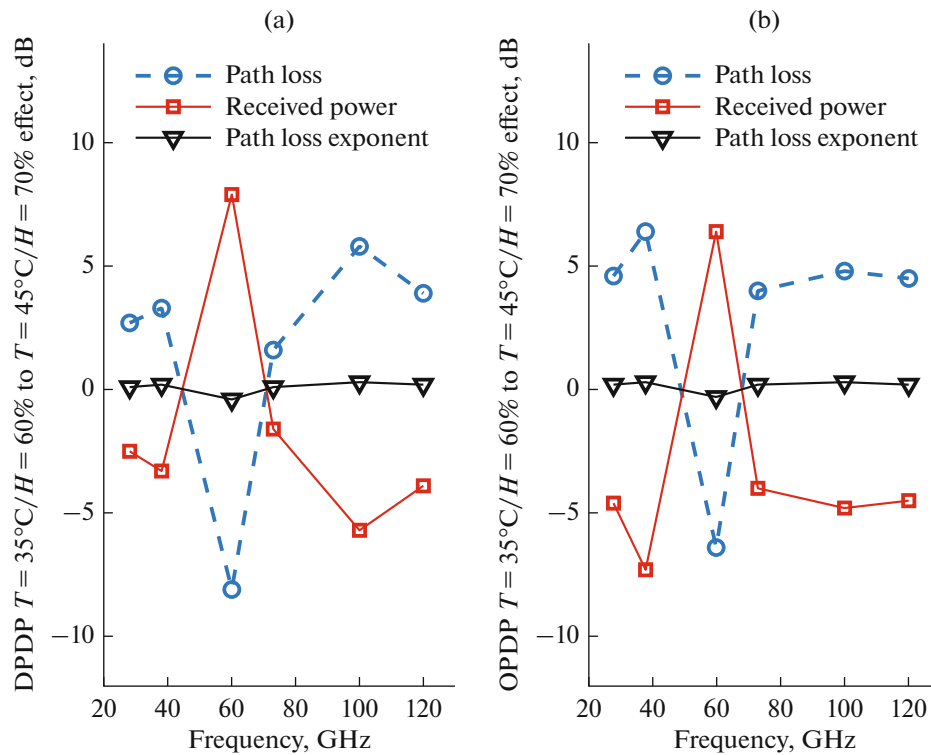 (a)
DPDP T = 35°C/H = 60% to T = 45°C/H = 70% effect, dB
Path loss
Received power
Path loss exponent
10
5
0
−5
−10
20 40 60 80 100 120
Frequency, GHz
(b)
OPDP T = 35°C/H = 60% to T = 45°C/H = 70% effect, dB
Path loss
Received power
Path loss exponent
10
5
0
−5
−10
20 40 60 80 100 120
Frequency, GHz